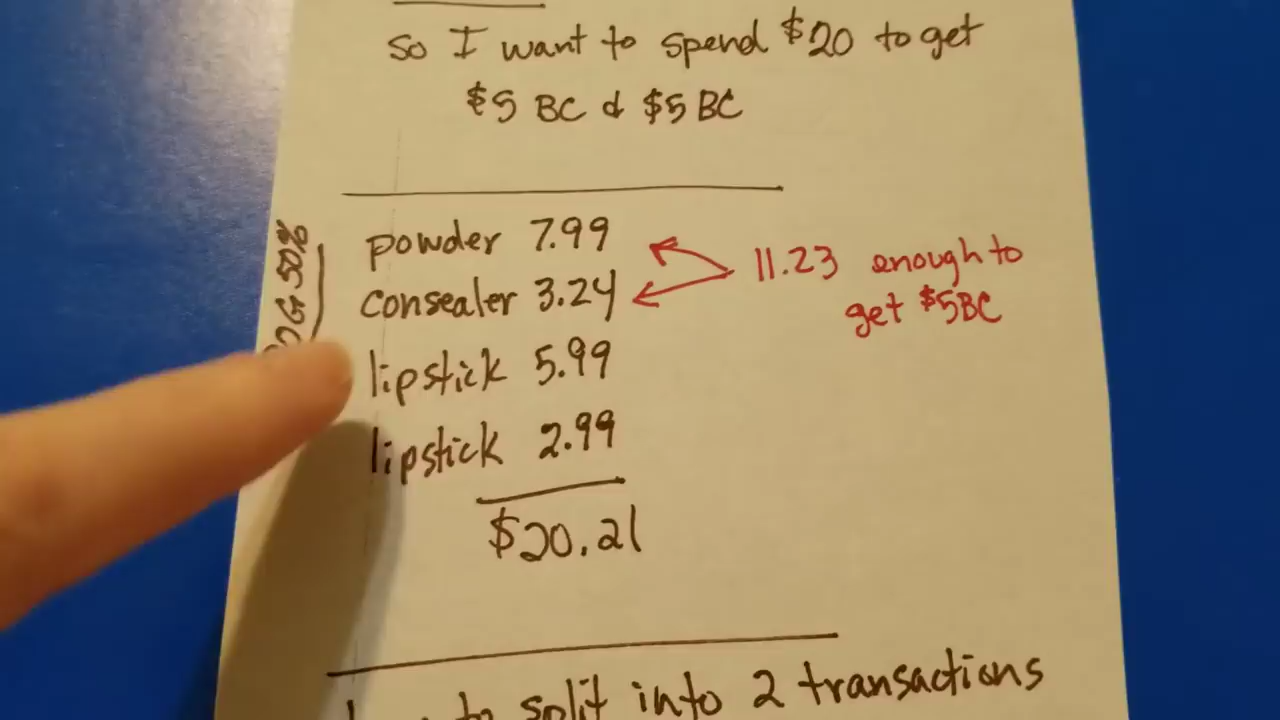 so I want to spend $20 to get
$5 BC & $5 BC
50%
powder 7.99
consealer 3.24
11.23 enough to
get $5BC
lipstick 5.99
lipstick 2.99
$20.21
to split into 2 transactions